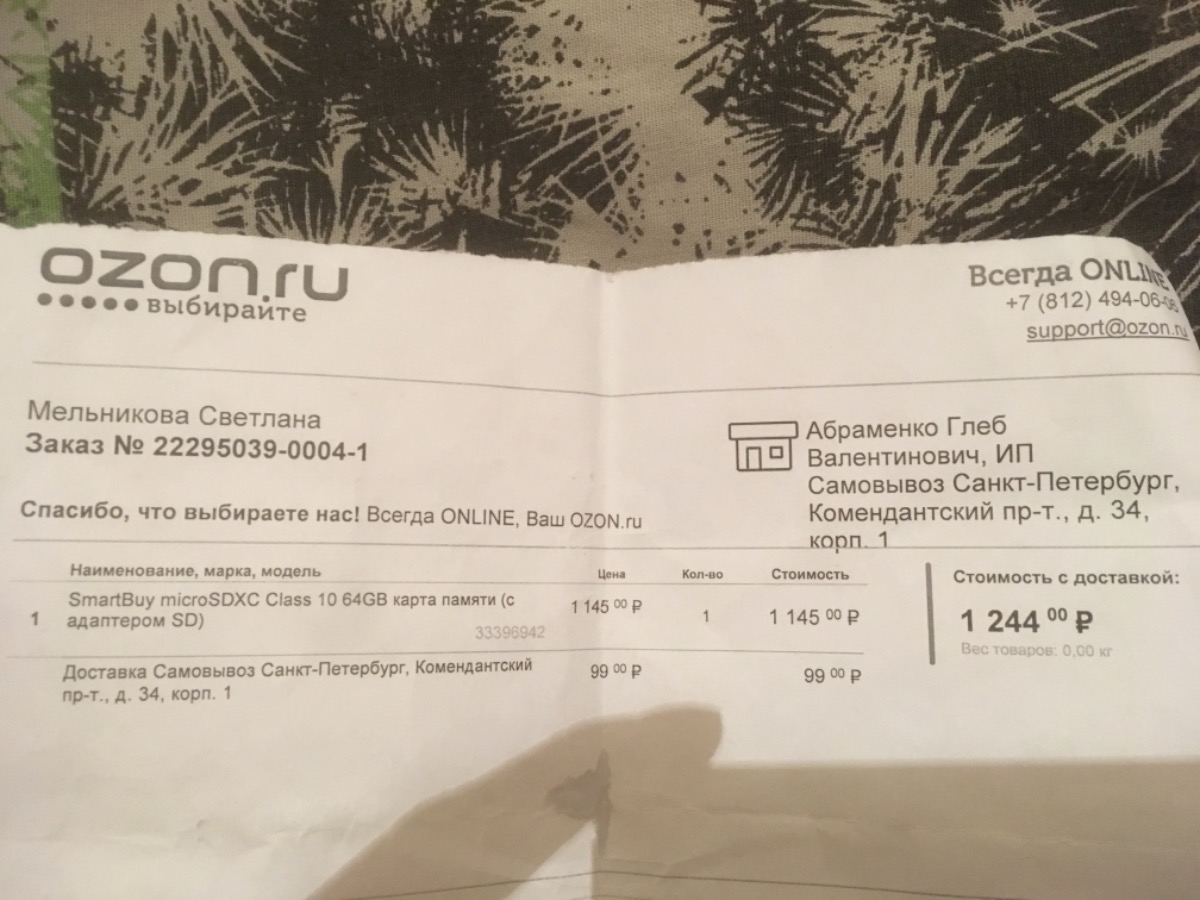 ozon.ru
выбирайте
Всегда ONLINE
+7 (812) 494-06-
support@ozon.ru
Мельникова Светлана
Заказ № 22295039-0004-1
Абраменко Глеб
Валентинович, ИП
Самовывоз Санкт-Петербург,
Комендантский пр-т., д. 34,
корп. 1
Спасибо, что выбираете нас! Всегда ONLINE, Ваш OZON.ru
Наименование, марка, модель Цена Кол-во Стоимость
1 SmartBuy microSDXC Class 10 64GB карта памяти (с
адаптером SD) 1 145 00 ₽ 1 1 145 00 ₽
33396942
Доставка Самовывоз Санкт-Петербург, Комендантский
пр-т., д. 34, корп. 1 99 00 ₽ 99 00 ₽
Стоимость с доставкой:
1 244 00 ₽
Вес товаров: 0,00 кг